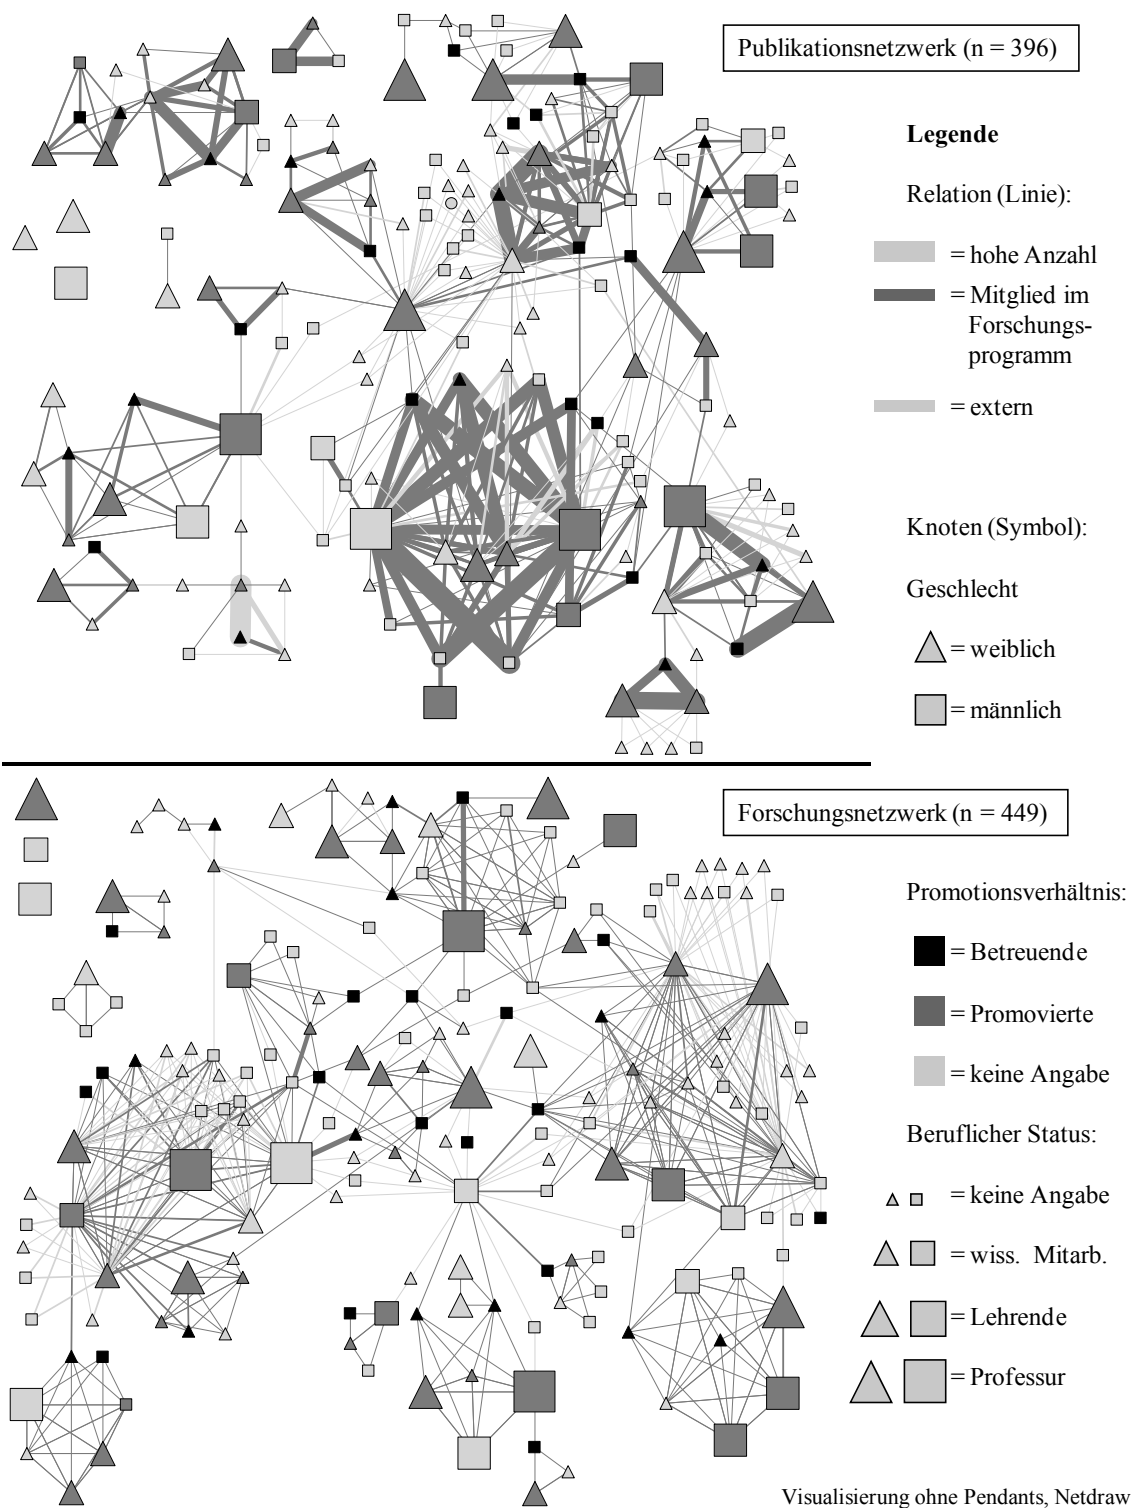 Publikationsnetzwerk (n = 396)
Legende
Relation (Linie):
= hohe Anzahl
= Mitglied im
Forschungs-
programm
= extern
Knoten (Symbol):
Geschlecht
= weiblich
= männlich
Forschungsnetzwerk (n = 449)
Promotionsverhältnis:
= Betreuende
= Promovierte
= keine Angabe
Beruflicher Status:
= keine Angabe
= wiss. Mitarb.
= Lehrende
= Professur
Visualisierung ohne Pendants, Netdraw